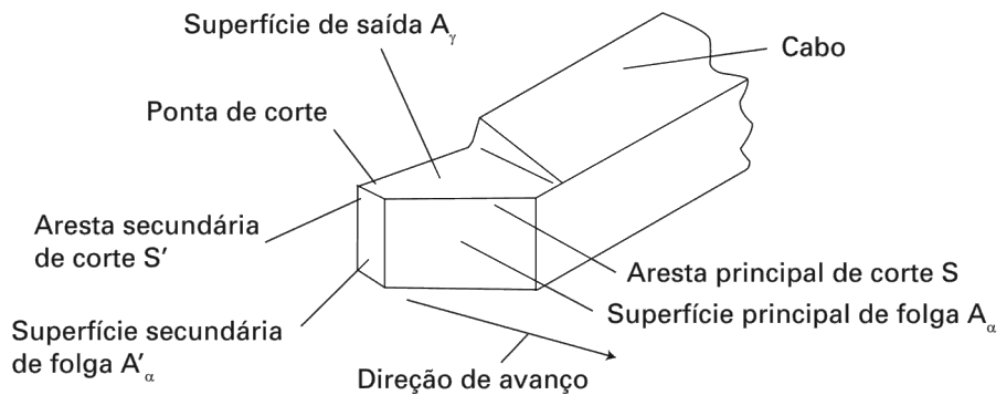 Superfície de saída Aγ
Cabo
Ponta de corte
Aresta secundária
de corte S′
Aresta principal de corte S
Superfície principal de folga Aα
Superfície secundária
de folga A′α
Direção de avanço